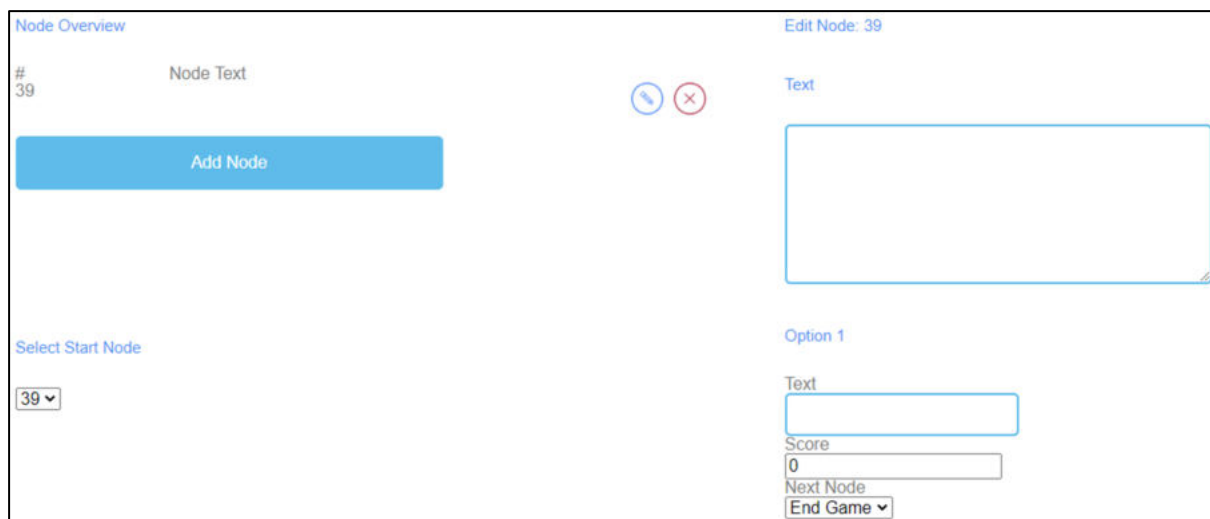 Node Overview
# Node Text
39
Add Node
Select Start Node
39
Edit Node: 39
Text
Option 1
Text
Score
0
Next Node
End Game